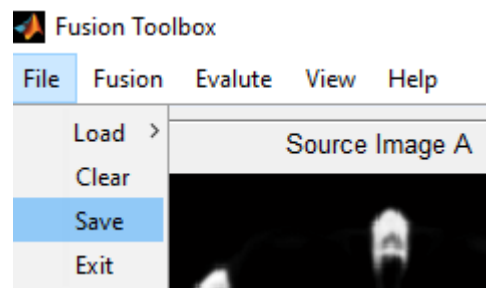 Fusion Toolbox
File Fusion Evalute View Help
Load >
Source Image A
Clear
Save
Exit